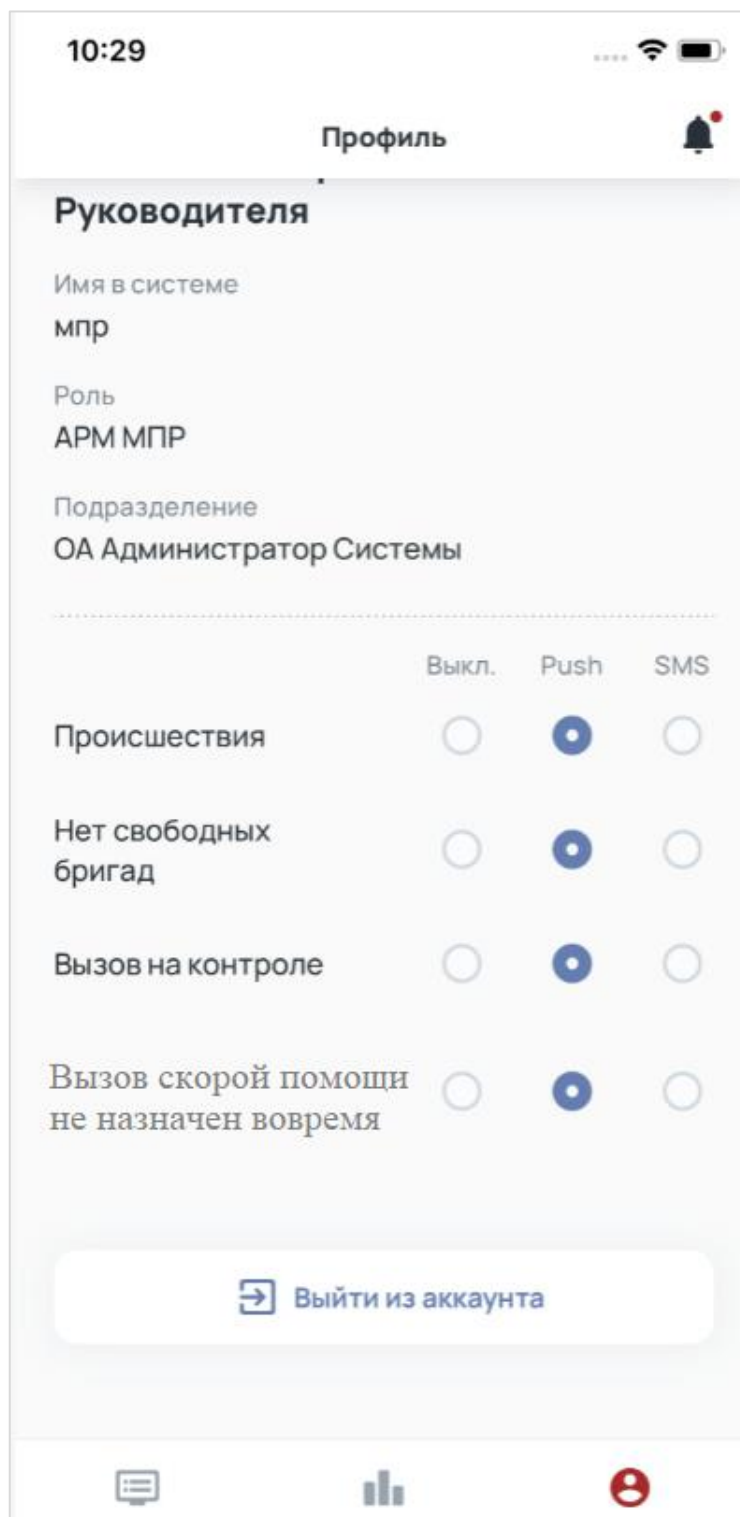 10:29
Профиль
Руководителя
Имя в системе
мпр
Роль
АРМ МПР
Подразделение
ОА Администратор Системы
Выкл. Push SMS
Происшествия
Нет свободных
бригад
Вызов на контроле
Вызов скорой помощи
не назначен вовремя
Выйти из аккаунта